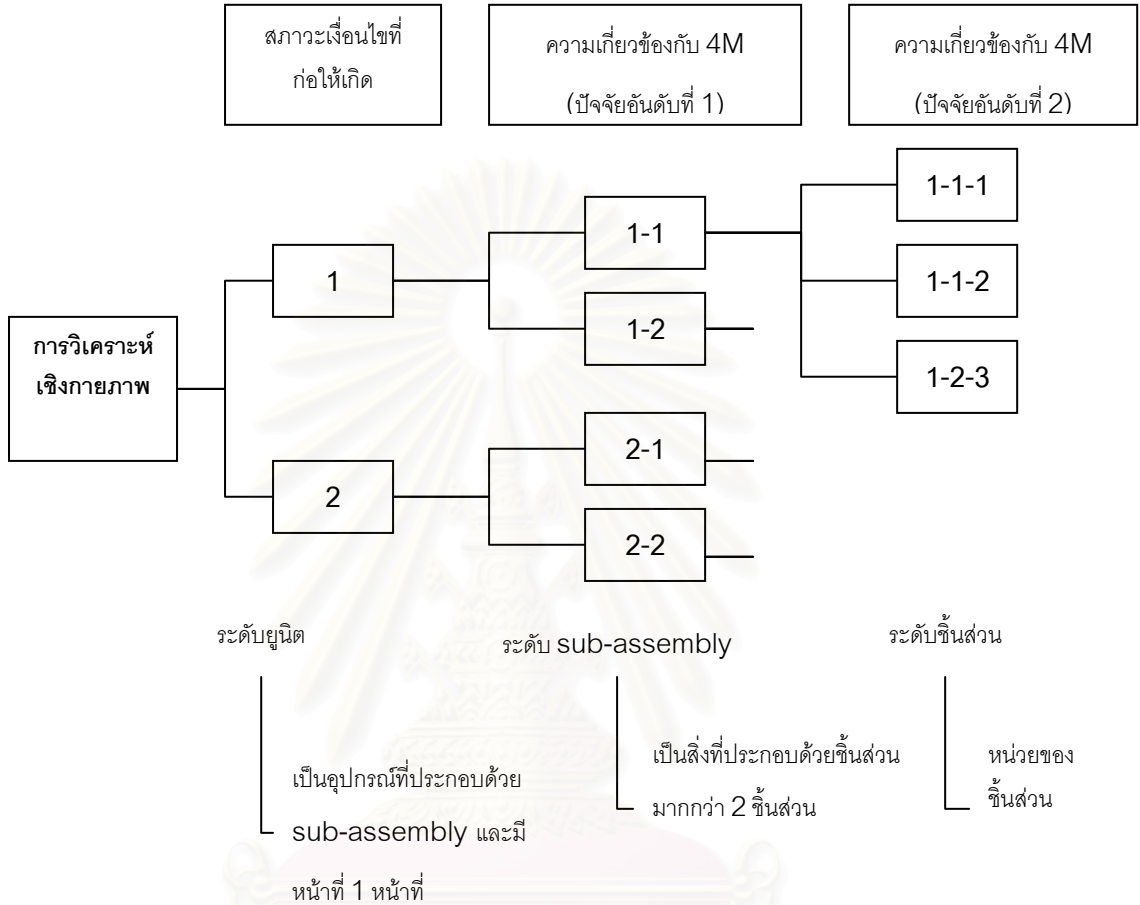 สภาวะเงื่อนไขที่
ก่อให้เกิด
ความเกี่ยวข้องกับ 4M
(ปัจจัยอันดับที่ 1)
ความเกี่ยวข้องกับ 4M
(ปัจจัยอันดับที่ 2)
การวิเคราะห์
เชิงกายภาพ
1
2
1-1
1-2
2-1
2-2
1-1-1
1-1-2
1-2-3
ระดับยูนิต
เป็นอุปกรณ์ที่ประกอบด้วย
sub-assembly และมี
หน้าที่ 1 หน้าที่
ระดับ sub-assembly
เป็นสิ่งที่ประกอบด้วยชิ้นส่วน
มากกว่า 2 ชิ้นส่วน
ระดับชิ้นส่วน
หน่วยของ
ชิ้นส่วน